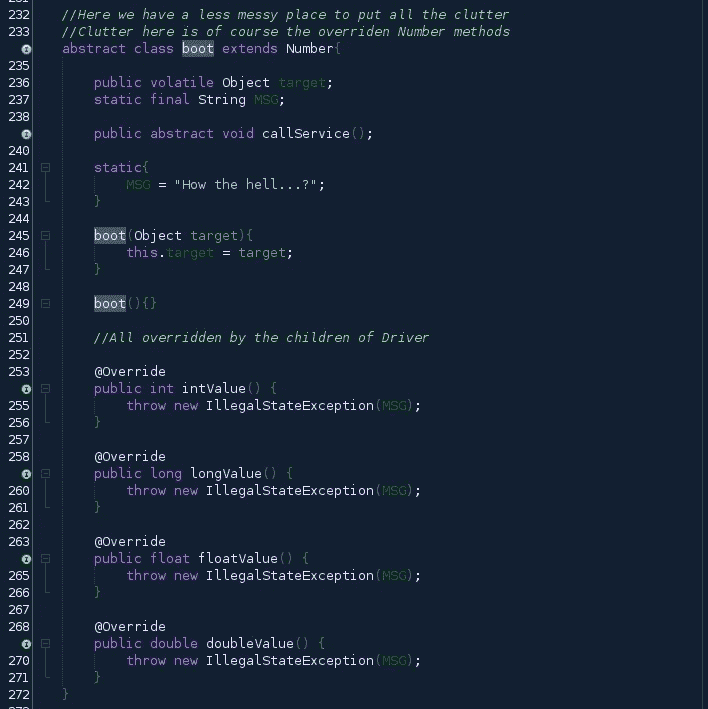 232 //Here we have a less messy place to put all the clutter
233 //Clutter here is of course the overriden Number methods
abstract class boot extends Number{
235
236 public volatile Object target;
237 static final String MSG;
238
public abstract void callService();
240
241 static{
242 MSG = "How the hell...?";
243 }
244
245 boot(Object target){
246 this.target = target;
247 }
248
249 boot(){}
250
251 //All overridden by the children of Driver
252
253 @Override
public int intValue() {
255 throw new IllegalStateException(MSG);
256 }
257
258 @Override
public long longValue() {
260 throw new IllegalStateException(MSG);
261 }
262
263 @Override
public float floatValue() {
265 throw new IllegalStateException(MSG);
266 }
267
268 @Override
public double doubleValue() {
270 throw new IllegalStateException(MSG);
271 }
272 }